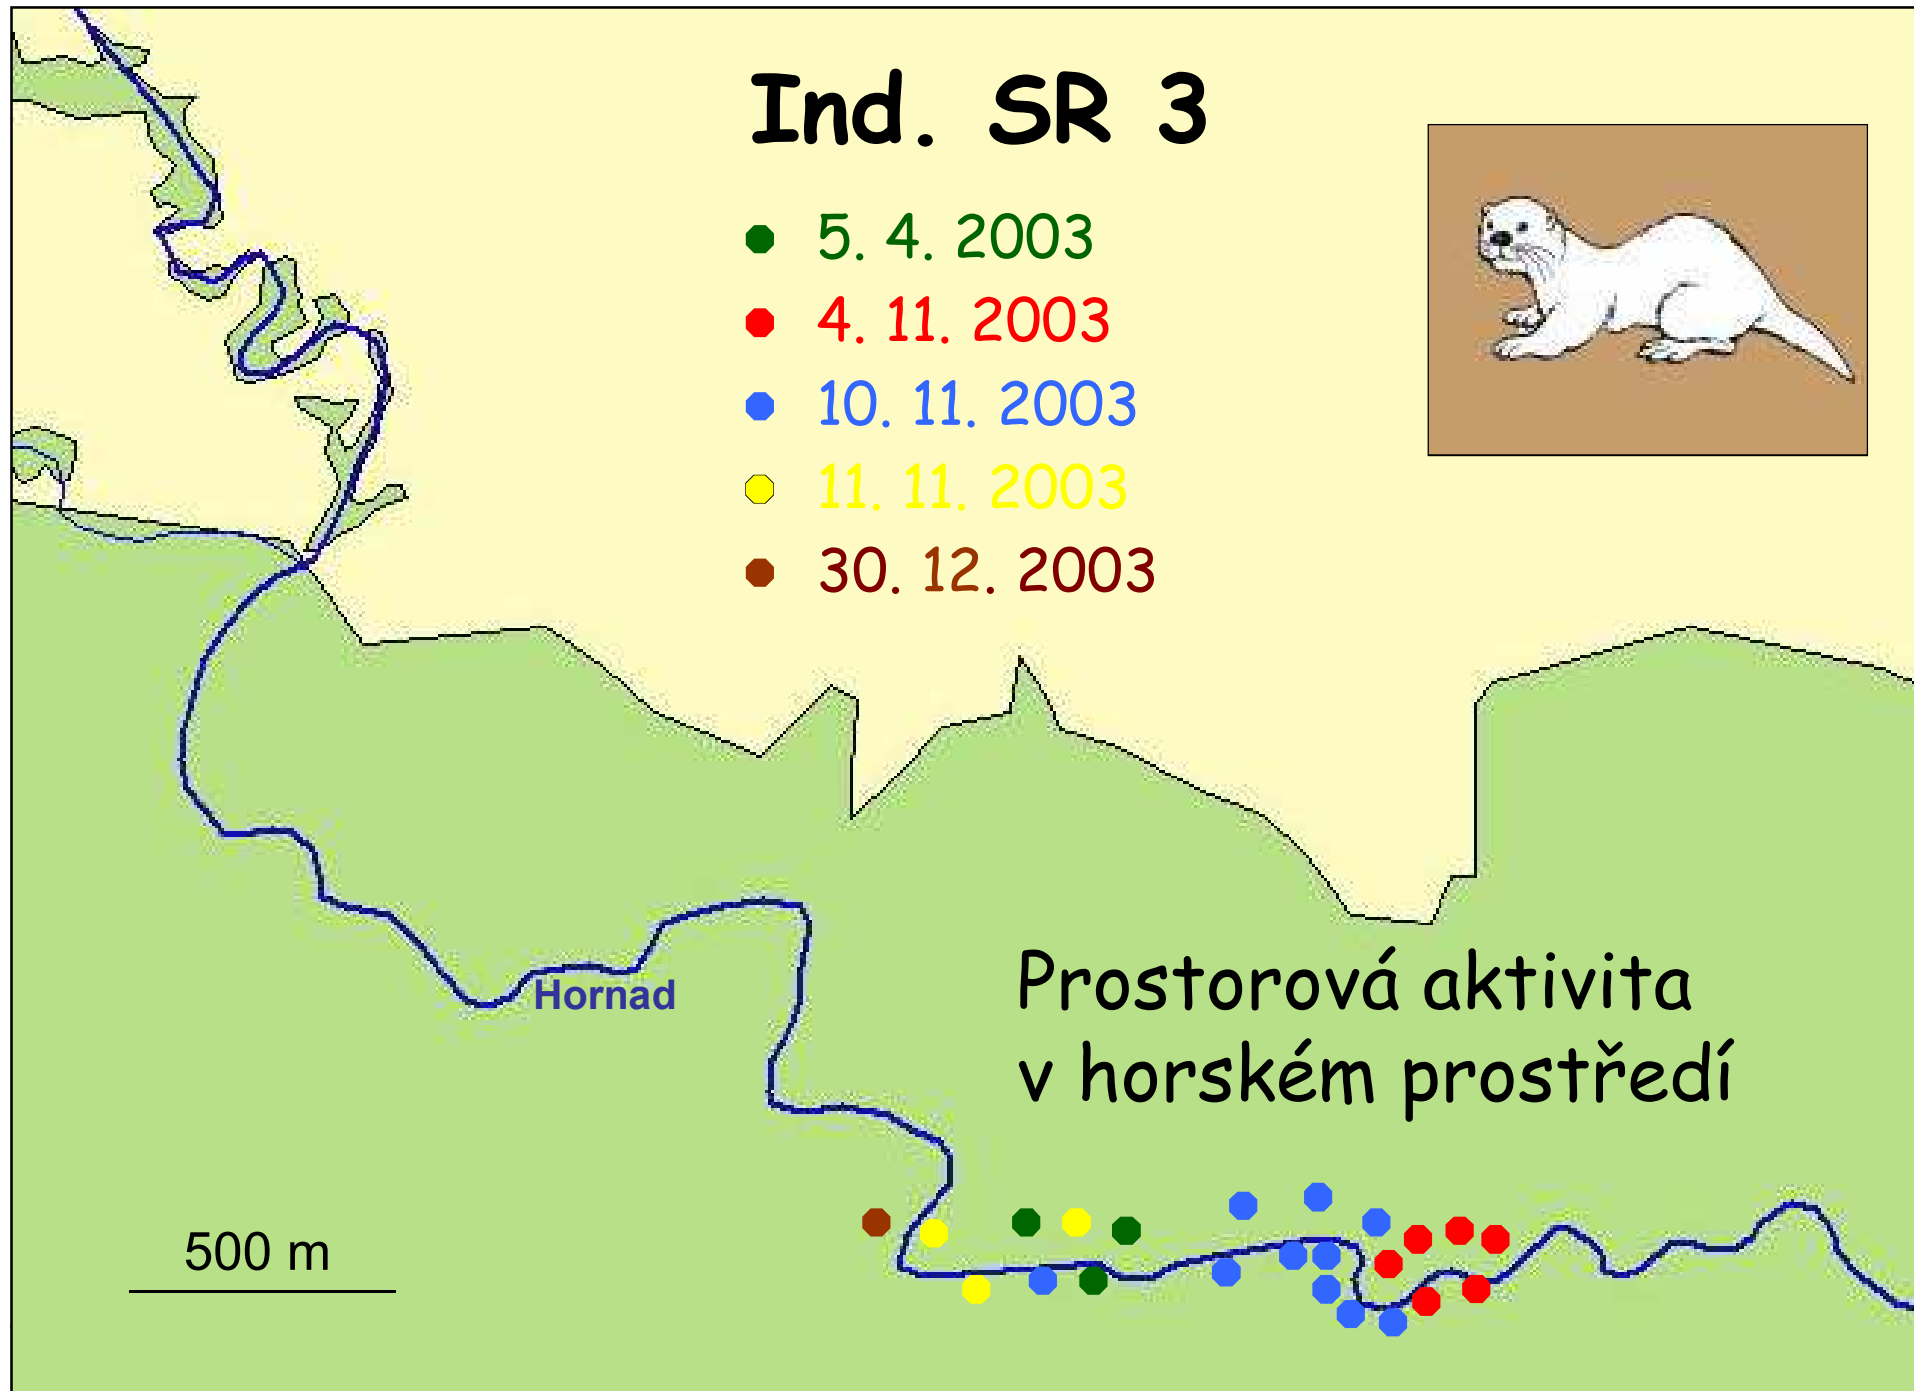 Ind. SR 3
5. 4. 2003
4. 11. 2003
10. 11. 2003
11. 11. 2003
30. 12. 2003
Hornad
Prostorová aktivita
v horském prostředí
500 m